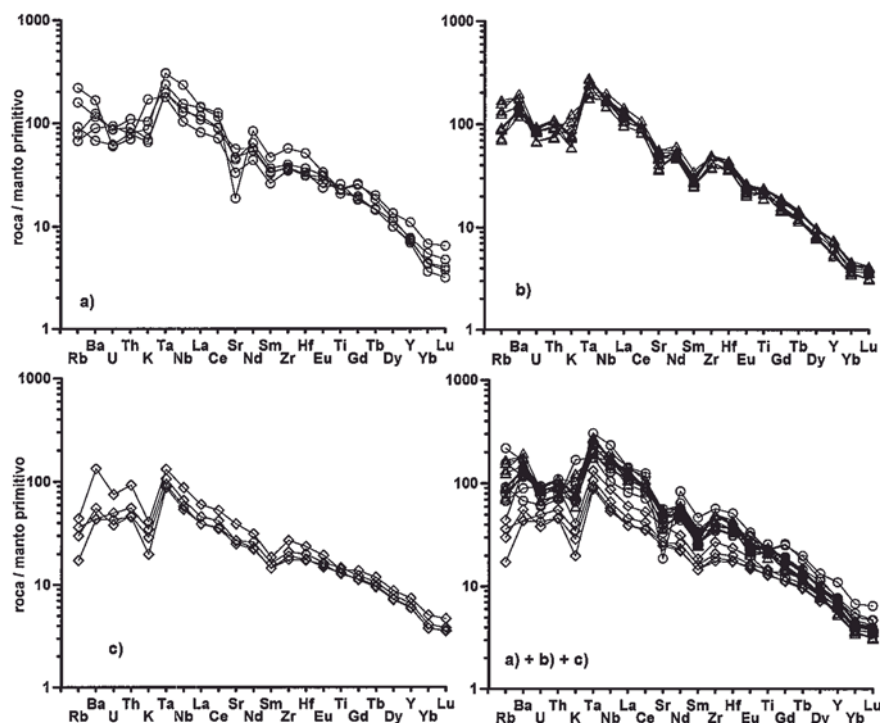 1000
100
10
1
roca / manto primitivo
a)
Ba Th Ta La Sr Sm Hf Ti Tb Y Lu
Rb U K Nb Ce Nd Zr Eu Gd Dy Yb
1000
100
10
1
b)
Ba Th Ta La Sr Sm Hf Ti Tb Y Lu
Rb U K Nb Ce Nd Zr Eu Gd Dy Yb
1000
100
10
1
roca / manto primitivo
c)
Ba Th Ta La Sr Sm Hf Ti Tb Y Lu
Rb U K Nb Ce Nd Zr Eu Gd Dy Yb
1000
100
10
1
a) + b) + c)
Ba Th Ta La Sr Sm Hf Ti Tb Y Lu
Rb U K Nb Ce Nd Zr Eu Gd Dy Yb